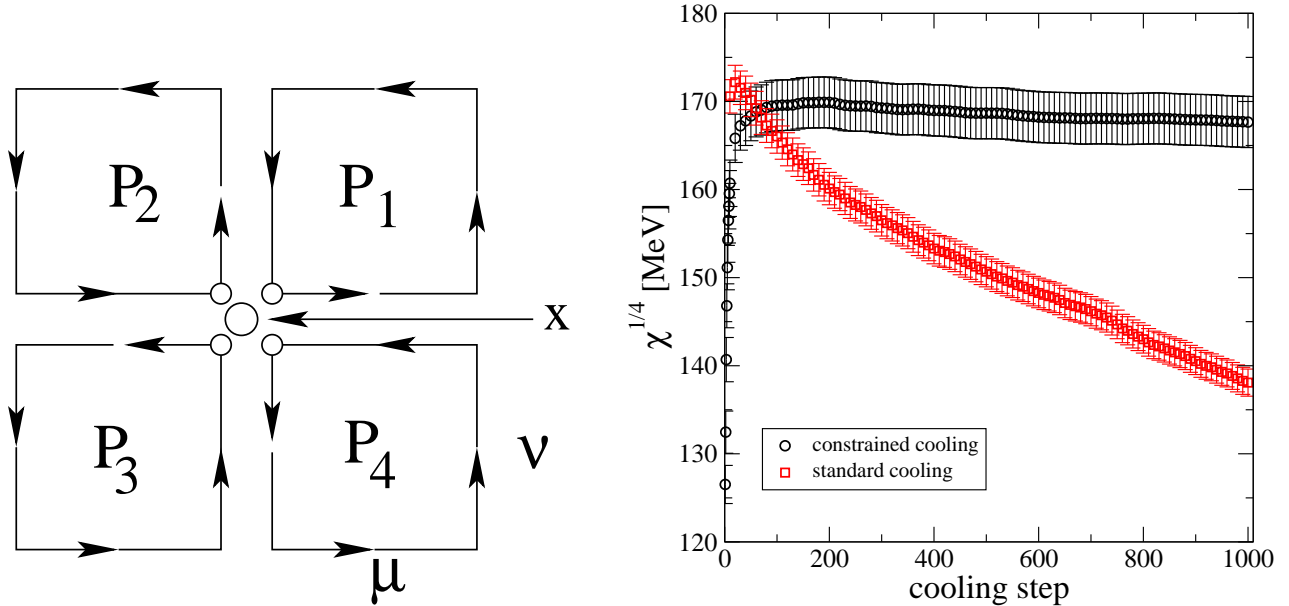 P2 P1
x
P3 P4 ν
μ
χ^1/4 [MeV]
180
170
160
150
140
130
120
0 200 400 600 800 1000
cooling step
constrained cooling
standard cooling